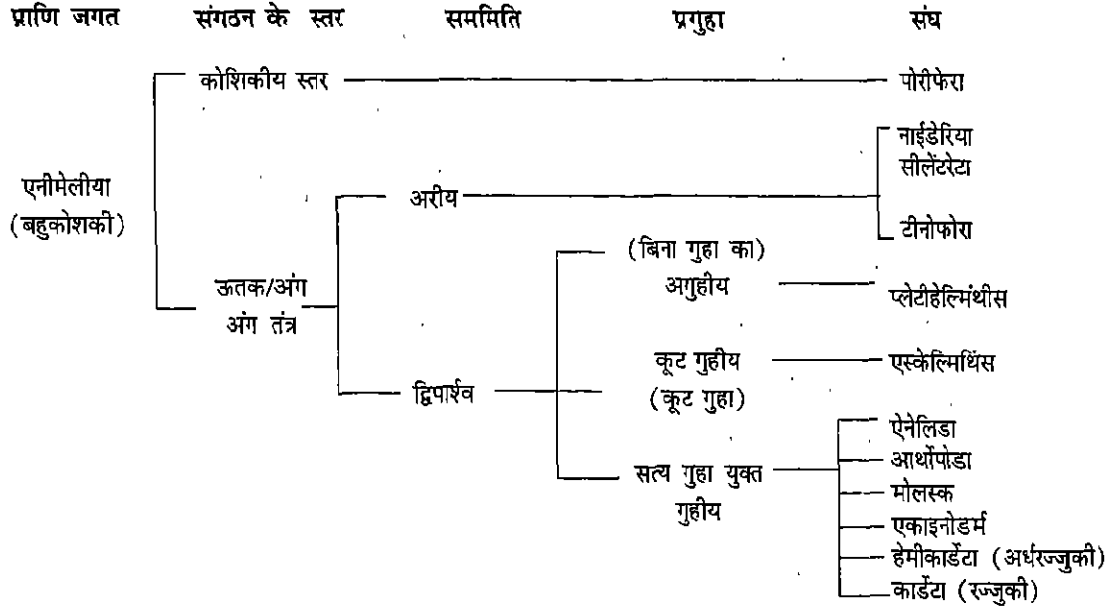 प्राणि जगत संगठन के स्तर सममिति प्रगुहा संघ
कोशिकीय स्तर पोरीफेरा
नाईडेरिया
सीलेंटरेटा
एनीमेलीया
(बहुकोशकी)
अरीय
टीनोफोरा
(बिना गुहा का)
अगुहीय प्लेटीहेल्मिंथीस
ऊतक/अंग
अंग तंत्र
कूट गुहीय एस्केल्मिथिंस
(कूट गुहा)
द्विपार्श्व
ऐनेलिडा
आर्थोपोडा
सत्य गुहा युक्त
गुहीय
मोलस्क
एकाइनोडर्म
हेमीकार्डेटा (अर्धरज्जुकी)
कार्डेटा (रज्जुकी)